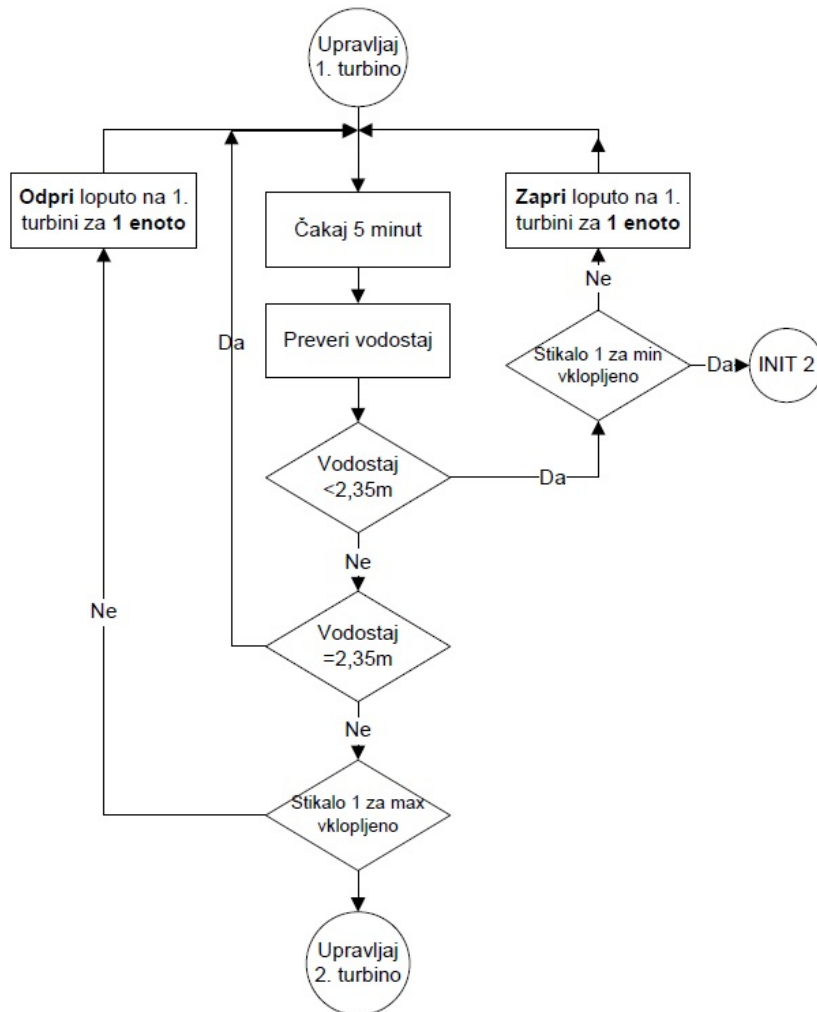 Upravljaj
1. turbino
Odpri loputo na 1.
turbini za 1 enoto
Zapri loputo na 1.
turbini za 1 enoto
Čakaj 5 minut
Ne
Da
Preveri vodostaj
Stikalo 1 za min
vklopljeno
Da
INIT 2
Vodostaj
<2,35m
Da
Ne
Ne
Vodostaj
=2,35m
Ne
Stikalo 1 za max
vklopljeno
Upravljaj
2. turbino